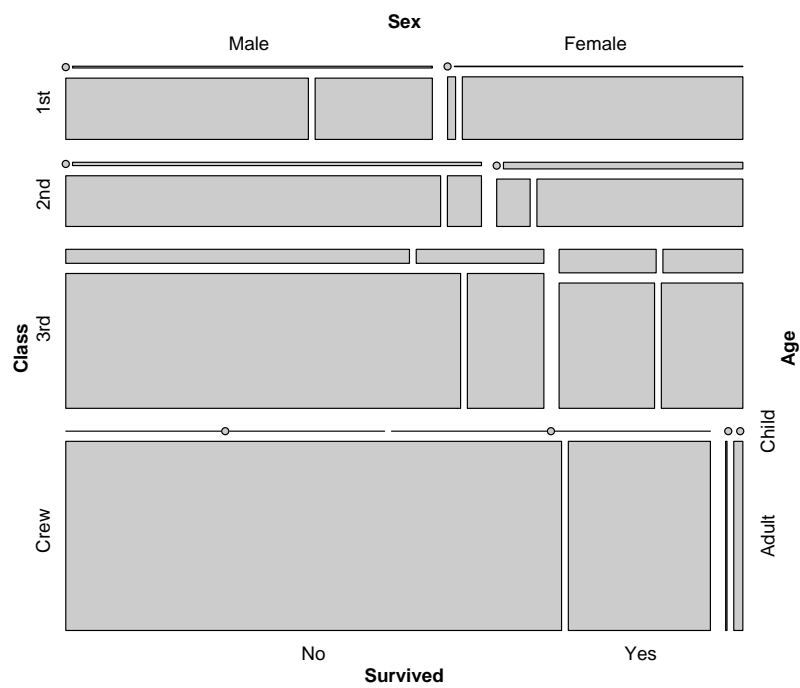 Sex
Male Female
1st
2nd
3rd
Crew
Class
Age
Child
Adult
No Yes
Survived